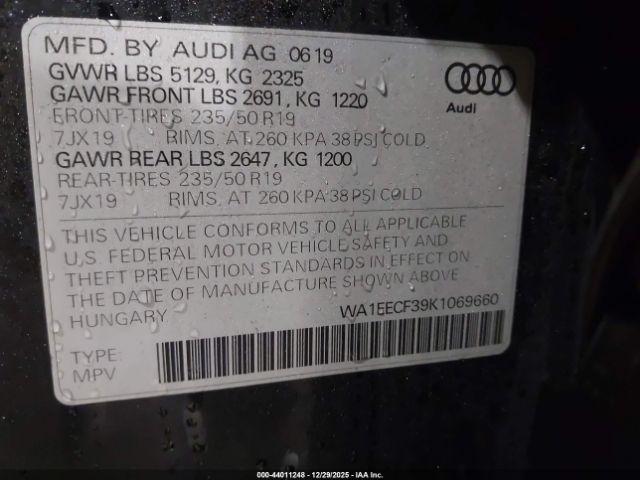 MFD. BY AUDI AG 0619
GVWR LBS 5129, KG 2325
GAWR FRONT LBS 2691, KG 1220
FRONT-TIRES 235/50 R19
7JX19 RIMS, AT 260 KPA 38 PSI COLD
GAWR REAR LBS 2647, KG 1200
REAR-TIRES 235/50 R19
7JX19 RIMS, AT 260 KPA 38 PSI COLD
Audi
THIS VEHICLE CONFORMS TO ALL APPLICABLE
U.S. FEDERAL MOTOR VEHICLE SAFETY AND
THEFT PREVENTION STANDARDS IN EFFECT ON
THE DATE OF MANUFACTURE SHOWN ABOVE
HUNGARY WA1EECF39K1069660
TYPE:
MPV
000-44011248 - 12/29/2025 - IAA Inc.